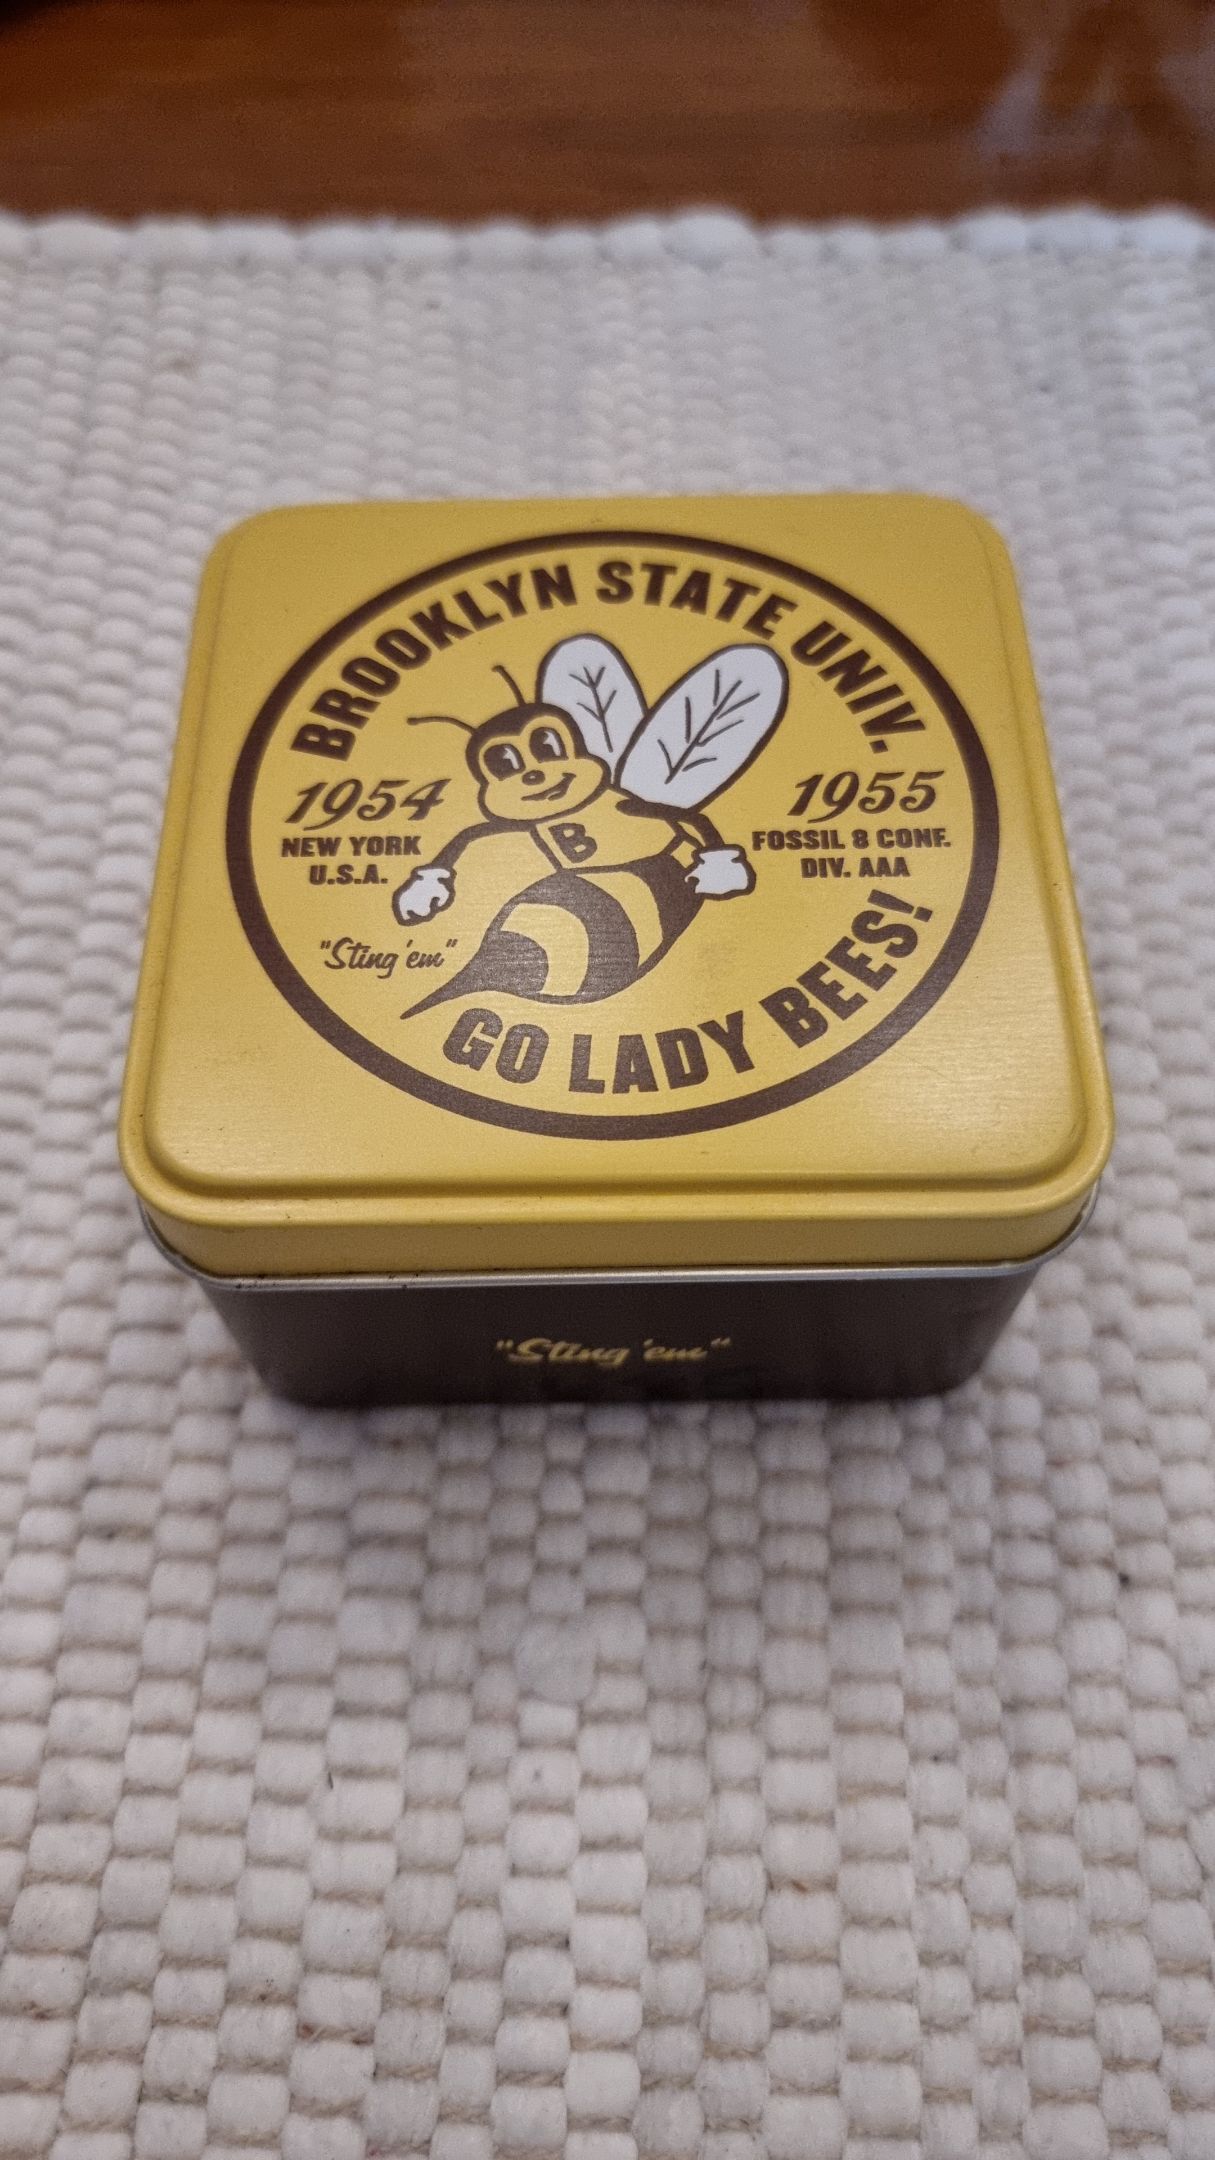 BROOKLYN STATE UNIV.
1954
NEW YORK
U.S.A.
B
1955
FOSSIL 8 CONF.
DIV. AAA
"Sting 'em"
GO LADY BEES!
"Sting 'em"